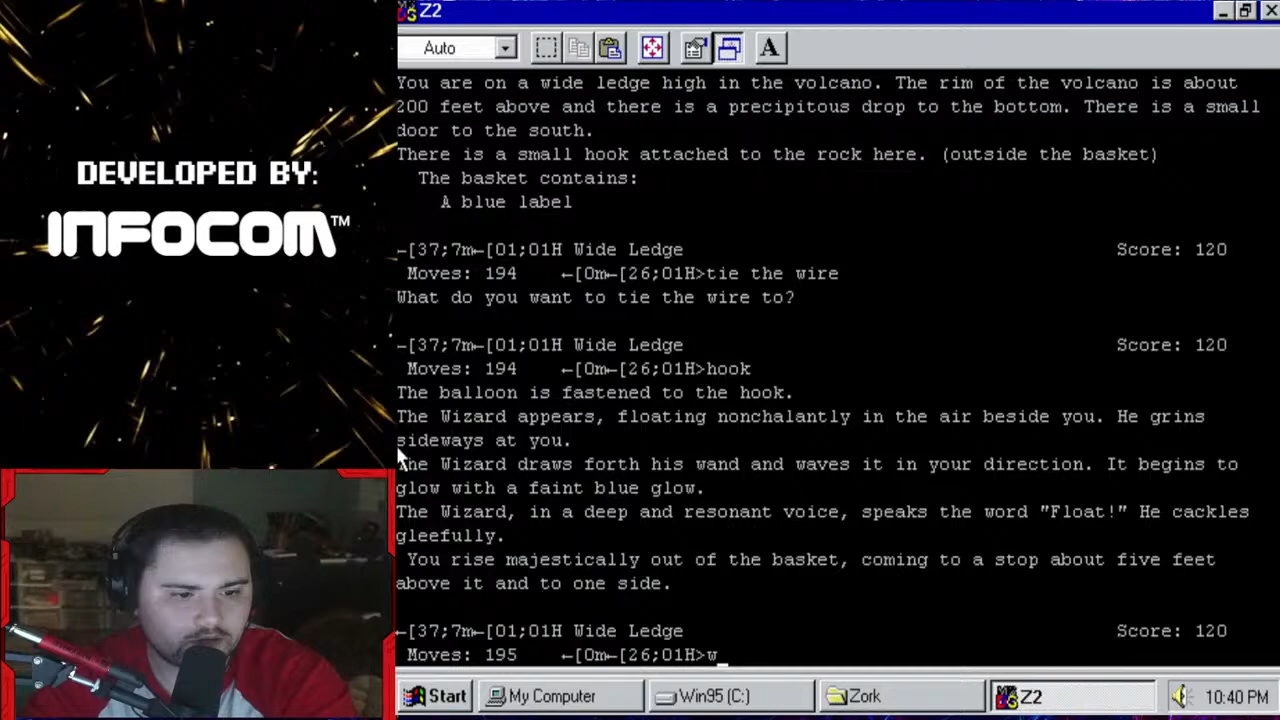 DEVELOPED BY:
INFOCOM™
Z2
Auto
A
You are on a wide ledge high in the volcano. The rim of the volcano is about
200 feet above and there is a precipitous drop to the bottom. There is a small
door to the south.
There is a small hook attached to the rock here. (outside the basket)
The basket contains:
A blue label
←[37;7m←[01;01H Wide Ledge Score: 120
Moves: 194 ←[0m←[26;01H>tie the wire
What do you want to tie the wire to?
←[37;7m←[01;01H Wide Ledge Score: 120
Moves: 194 ←[0m←[26;01H>hook
The balloon is fastened to the hook.
The Wizard appears, floating nonchalantly in the air beside you. He grins
sideways at you.
The Wizard draws forth his wand and waves it in your direction. It begins to
glow with a faint blue glow.
The Wizard, in a deep and resonant voice, speaks the word "Float!" He cackles
gleefully.
You rise majestically out of the basket, coming to a stop about five feet
above it and to one side.
←[37;7m←[01;01H Wide Ledge Score: 120
Moves: 195 ←[0m←[26;01H>w_
Start My Computer Win95 (C:) Zork Z2 10:40 PM